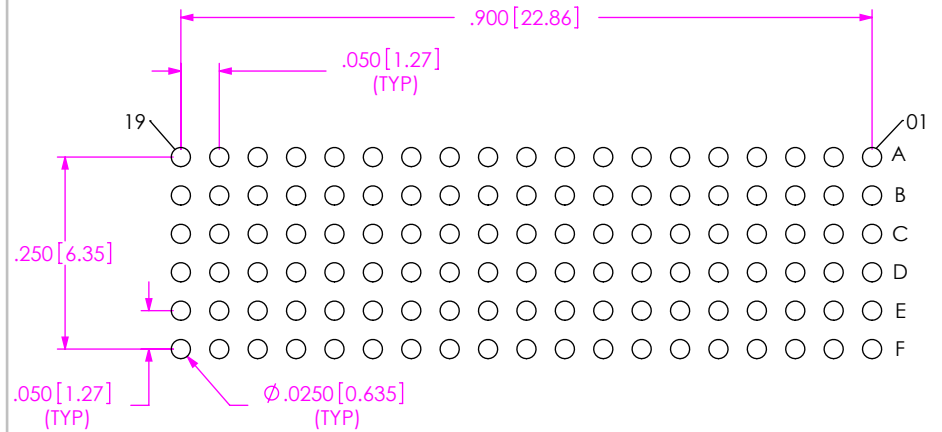 .900[22.86]
.050[1.27]
(TYP)
19
01
A
B
C
.250[6.35]
D
E
F
.050[1.27]
(TYP)
Ø.0250[0.635]
(TYP)